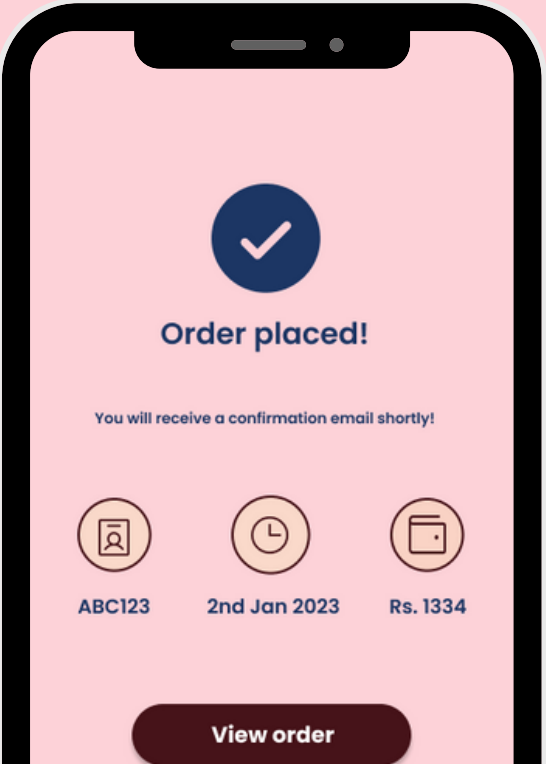 Order placed!
You will receive a confirmation email shortly!
ABC123 2nd Jan 2023 Rs. 1334
View order